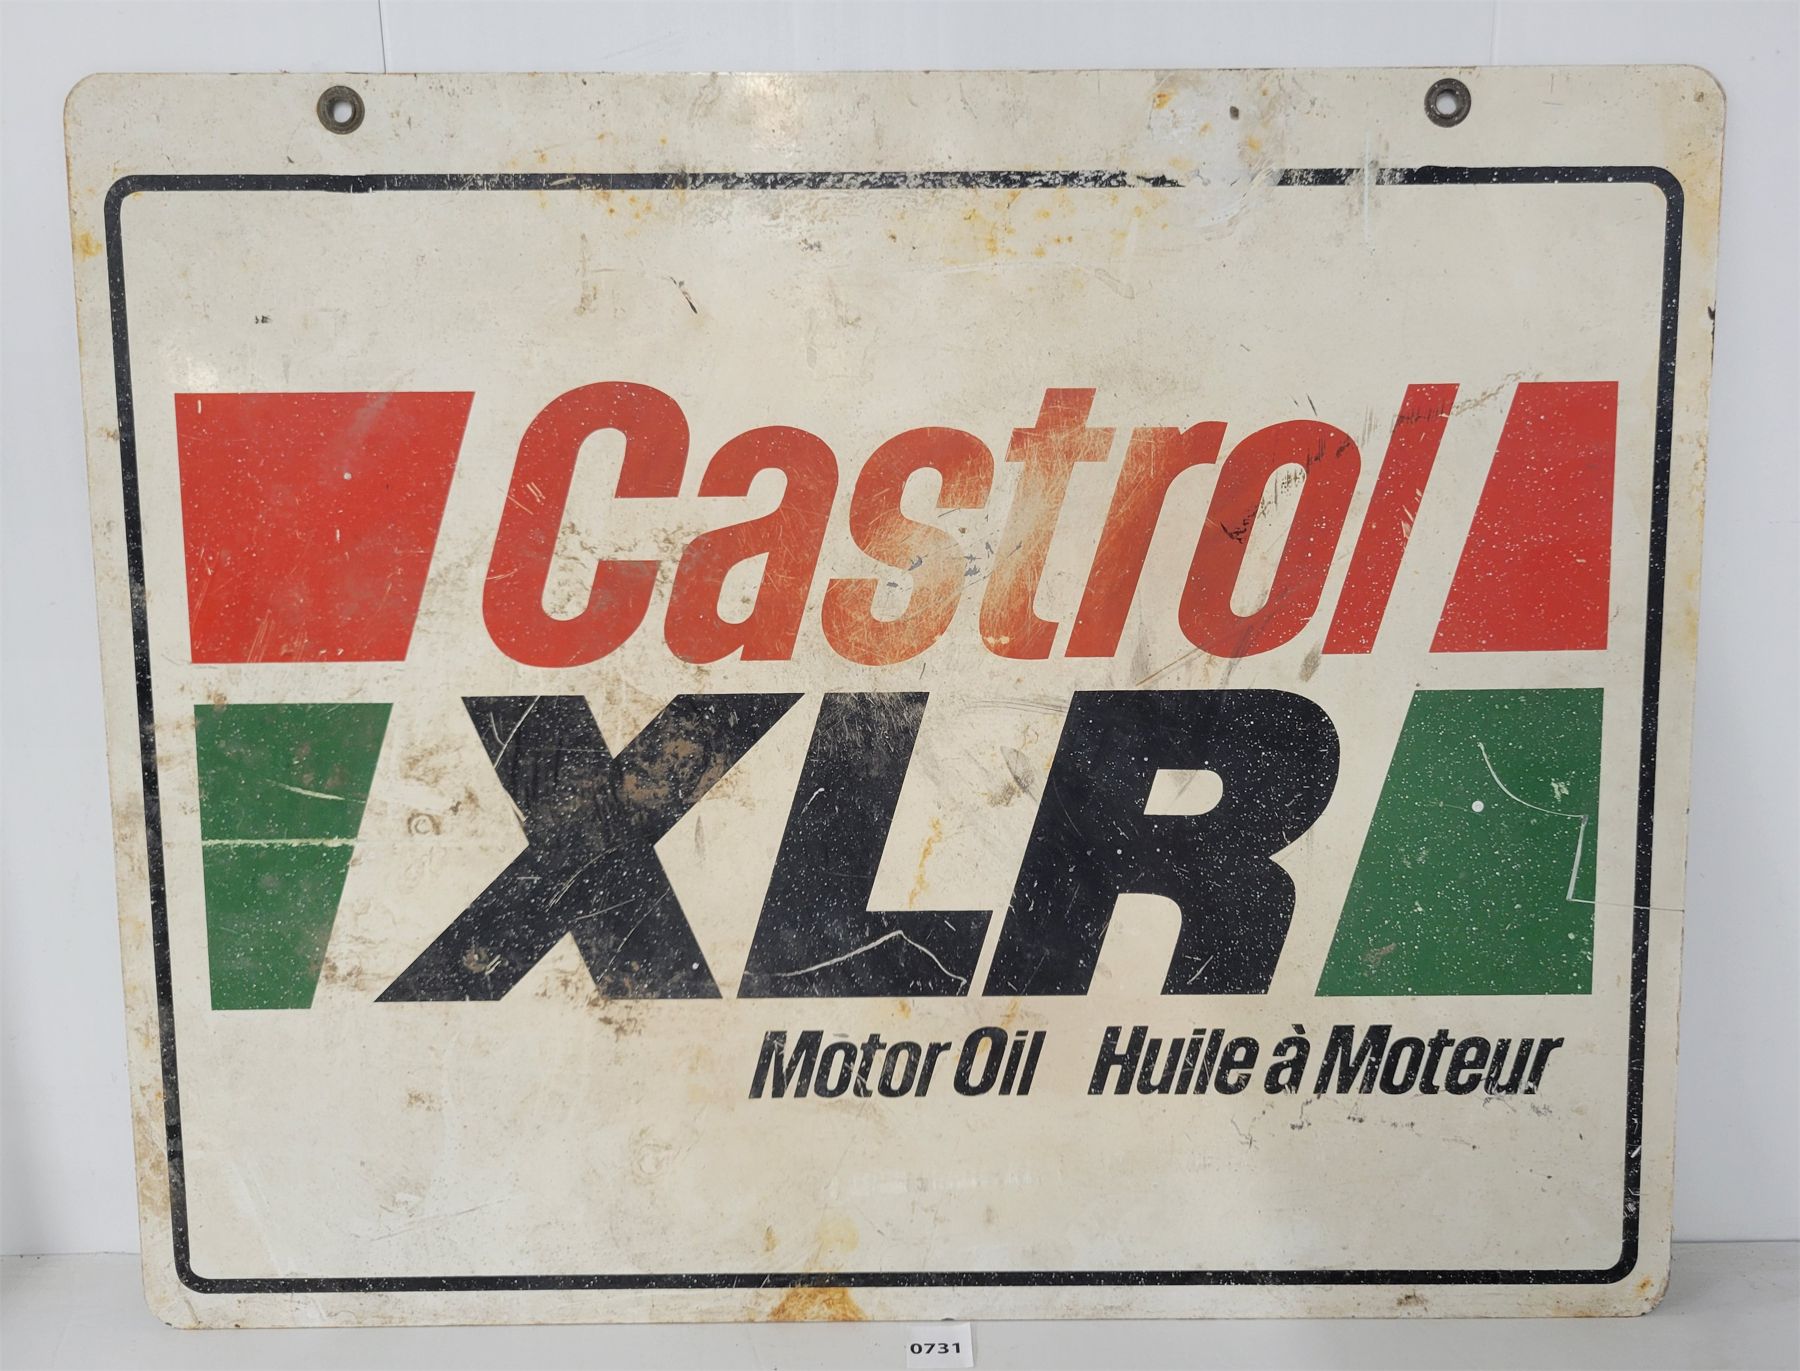 Castrol
XLR
Motor Oil Huile à Moteur
0731